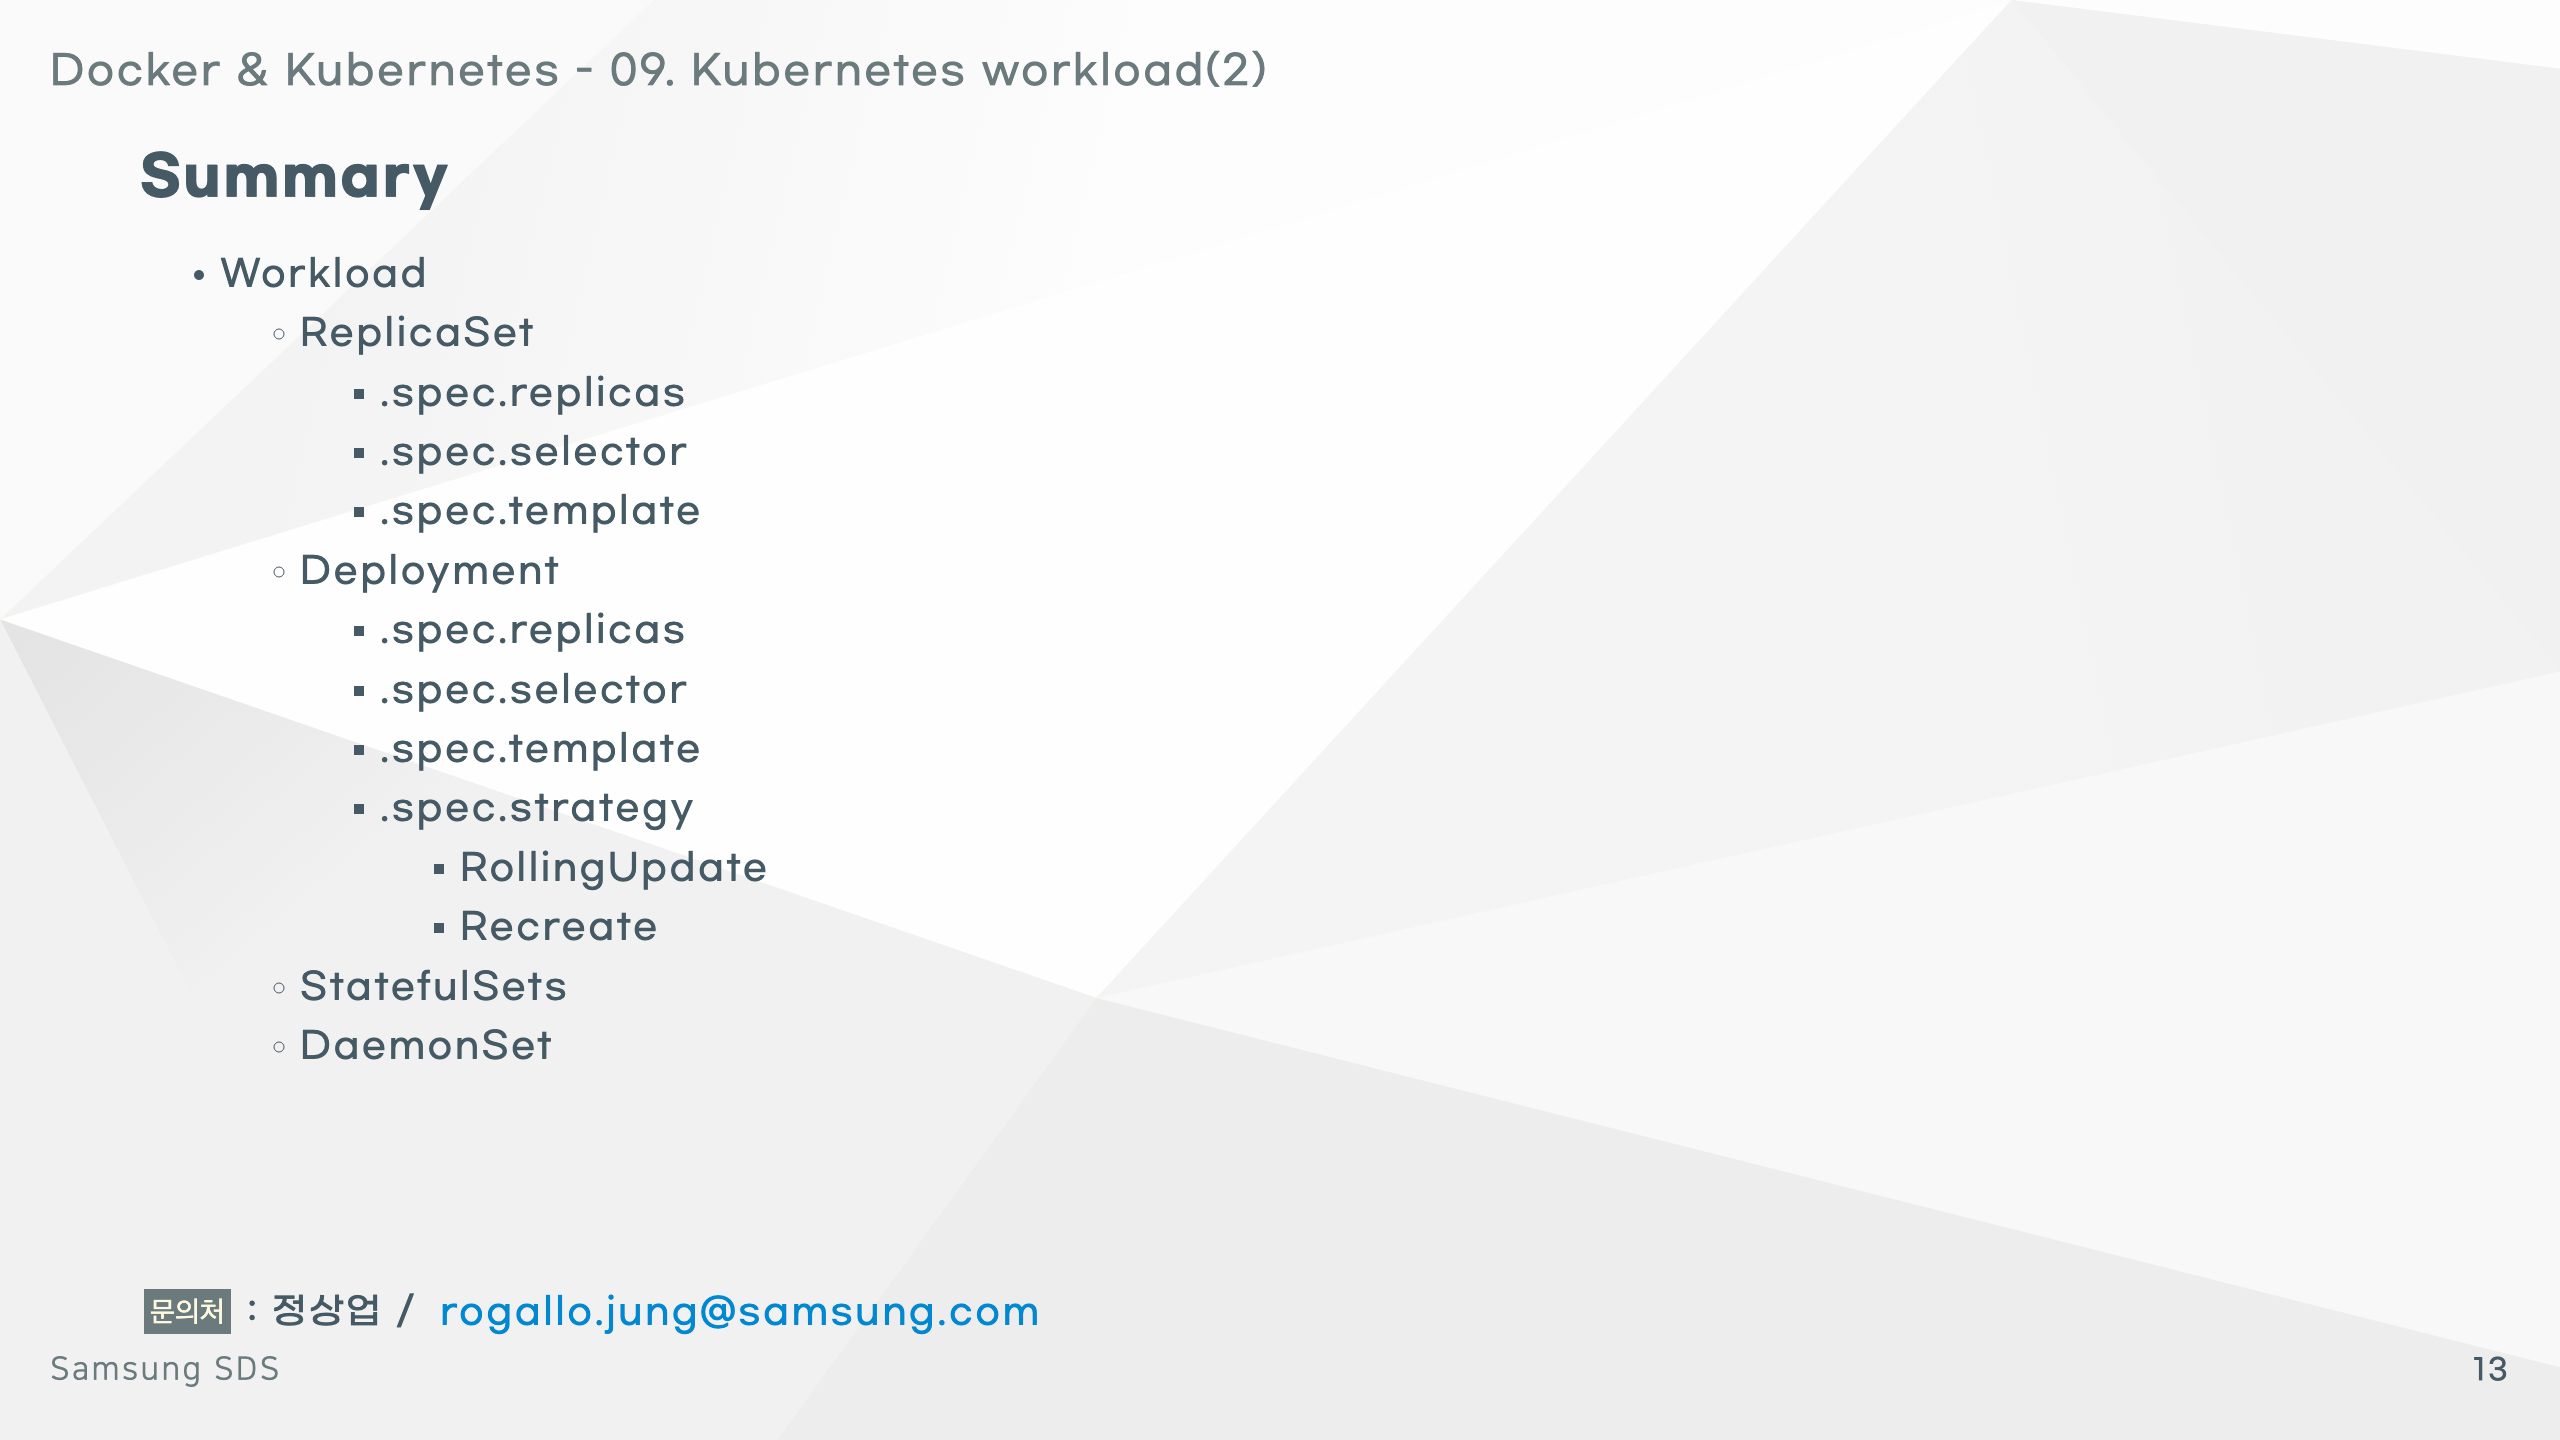 Docker & Kubernetes - 09. Kubernetes workload(2)
Summary
• Workload
◦ ReplicaSet
▪ .spec.replicas
▪ .spec.selector
▪ .spec.template
◦ Deployment
▪ .spec.replicas
▪ .spec.selector
▪ .spec.template
▪ .spec.strategy
▪ RollingUpdate
▪ Recreate
◦ StatefulSets
◦ DaemonSet
문의처 : 정상업 / rogallo.jung@samsung.com
Samsung SDS
13